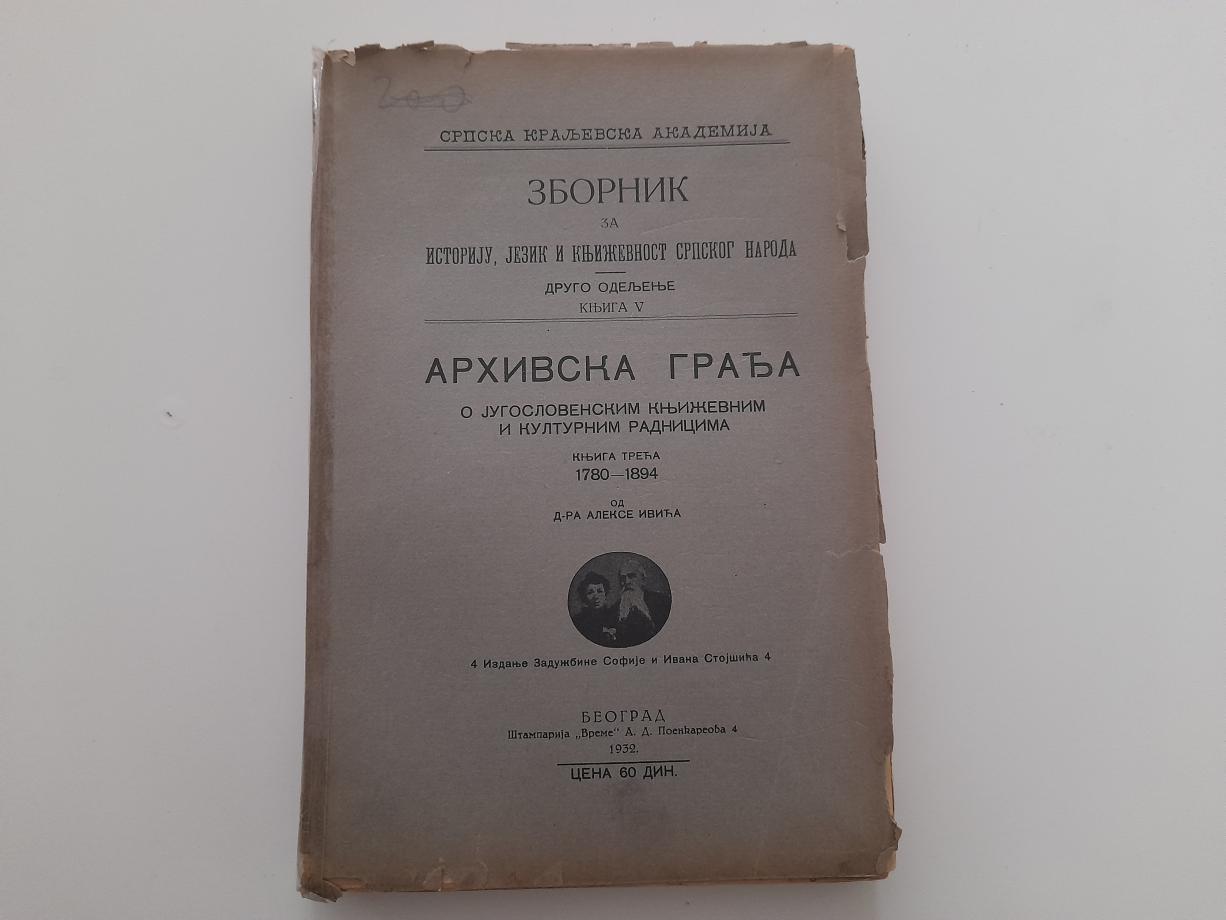 200
СРПСКА КРАЉЕВСКА АКАДЕМИЈА
ЗБОРНИК
ЗА
ИСТОРИЈУ, ЈЕЗИК И КЊИЖЕВНОСТ СРПСКОГ НАРОДА
ДРУГО ОДЕЉЕЊЕ
КЊИГА V
АРХИВСКА ГРАЂА
О ЈУГОСЛОВЕНСКИМ КЊИЖЕВНИМ
И КУЛТУРНИМ РАДНИЦИМА
КЊИГА ТРЕЋА
1780—1894
ОД
Д-РА АЛЕКСЕ ИВИЋА
4 Издање Задужбине Софије и Ивана Стојшића 4
БЕОГРАД
Штампарија „Време“ А. Д. Поенкареова 4
1932.
ЦЕНА 60 ДИН.